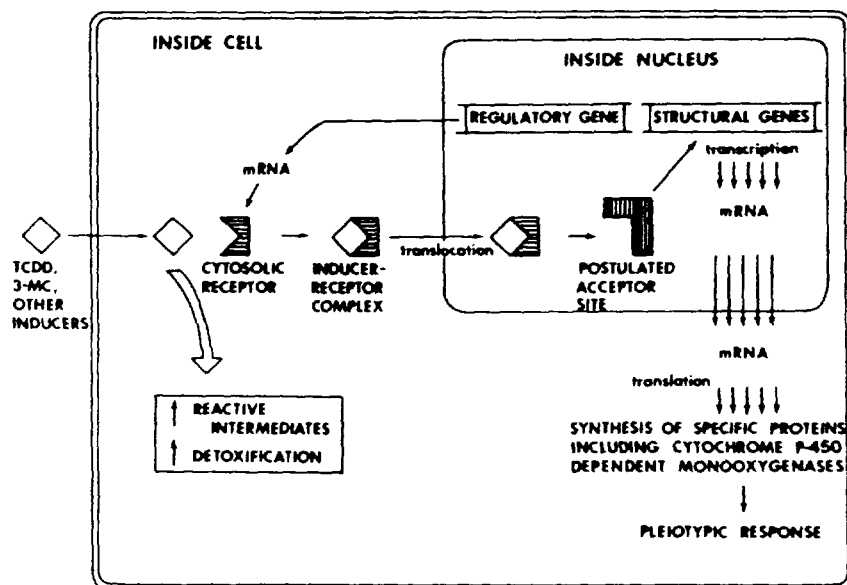 INSIDE CELL
INSIDE NUCLEUS
REGULATORY GENE
STRUCTURAL GENES
transcription
mRNA
mRNA
TCDD,
3-MC,
OTHER
INDUCERS
CYTOSOLIC
RECEPTOR
INDUCER-
RECEPTOR
COMPLEX
translocation
POSTULATED
ACCEPTOR
SITE
mRNA
translation
REACTIVE
INTERMEDIATES
DETOXIFICATION
SYNTHESIS OF SPECIFIC PROTEINS
INCLUDING CYTOCHROME P-450
DEPENDENT MONOOXYGENASES
PLEIOTYPIC RESPONSE